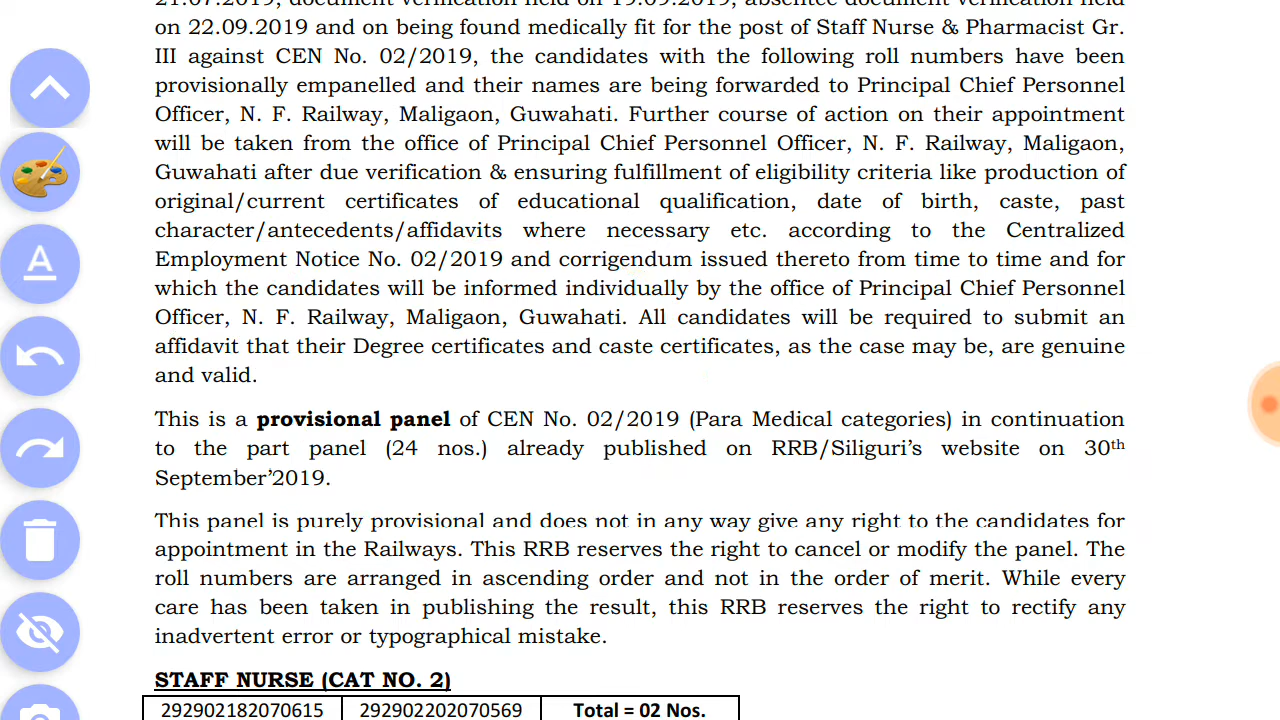 21.07.2019, document verification held on 19.09.2019, absentee document verification held
on 22.09.2019 and on being found medically fit for the post of Staff Nurse & Pharmacist Gr.
III against CEN No. 02/2019, the candidates with the following roll numbers have been
provisionally empanelled and their names are being forwarded to Principal Chief Personnel
Officer, N. F. Railway, Maligaon, Guwahati. Further course of action on their appointment
will be taken from the office of Principal Chief Personnel Officer, N. F. Railway, Maligaon,
Guwahati after due verification & ensuring fulfillment of eligibility criteria like production of
original/current certificates of educational qualification, date of birth, caste, past
character/antecedents/affidavits where necessary etc. according to the Centralized
Employment Notice No. 02/2019 and corrigendum issued thereto from time to time and for
which the candidates will be informed individually by the office of Principal Chief Personnel
Officer, N. F. Railway, Maligaon, Guwahati. All candidates will be required to submit an
affidavit that their Degree certificates and caste certificates, as the case may be, are genuine
and valid.
This is a provisional panel of CEN No. 02/2019 (Para Medical categories) in continuation
to the part panel (24 nos.) already published on RRB/Siliguri’s website on 30th
September’2019.
This panel is purely provisional and does not in any way give any right to the candidates for
appointment in the Railways. This RRB reserves the right to cancel or modify the panel. The
roll numbers are arranged in ascending order and not in the order of merit. While every
care has been taken in publishing the result, this RRB reserves the right to rectify any
inadvertent error or typographical mistake.
STAFF NURSE (CAT NO. 2)
292902182070615 292902202070569 Total = 02 Nos.
A